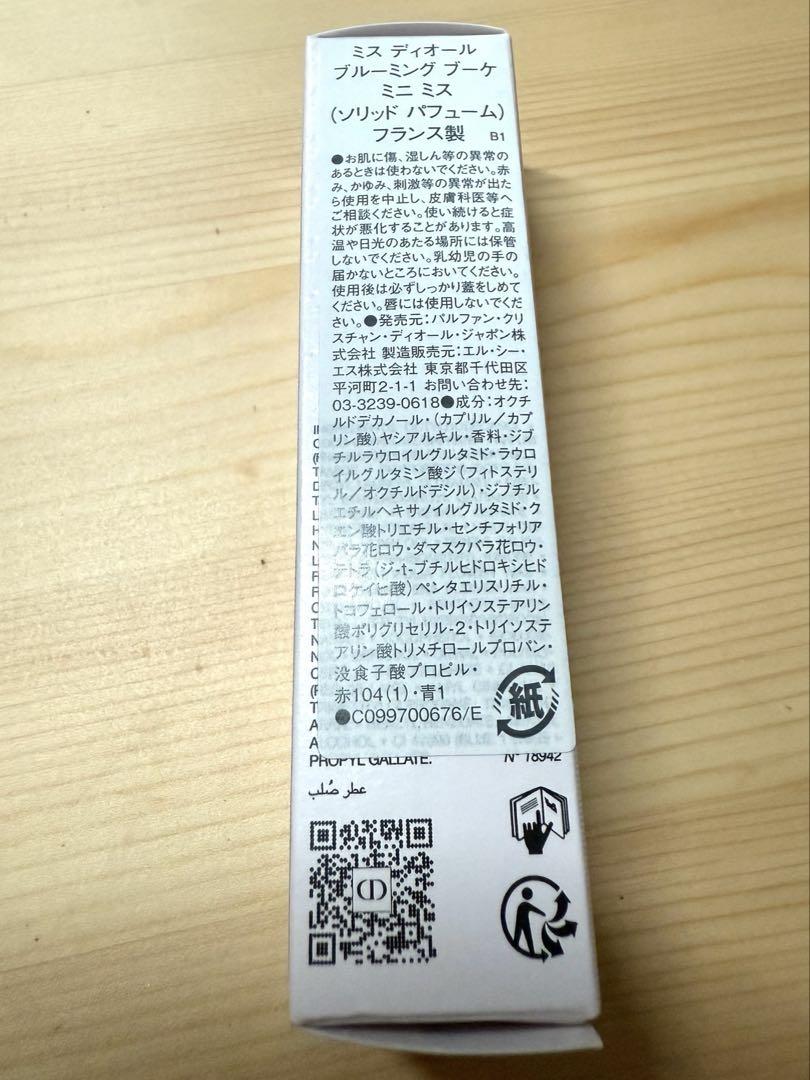 ミス ディオール
ブルーミング ブーケ
ミニ ミス
(ソリッド パフューム)
フランス製 B1
●お肌に傷、湿しん等の異常の
あるときは使わないでください。赤
み、かゆみ、刺激等の異常が出た
ら使用を中止し、皮膚科医等へ
ご相談ください。使い続けると症
状が悪化することがあります。高
温や日光のあたる場所には保管
しないでください。乳幼児の手の
届かないところにおいてください。
使用後は必ずしっかり蓋をしめて
ください。唇には使用しないでくだ
さい。●発売元:パルファン・クリ
スチャン・ディオール・ジャポン株
式会社 製造販売元:エル・シー・
エス株式会社 東京都千代田区
平河町2-1-1 お問い合わせ先:
03-3239-0618●成分:オクチ
ルドデカノール・(カプリル/カプ
リン酸)ヤシアルキル・香料・ジブ
チルラウロイルグルタミド・ラウロ
イルグルタミン酸ジ(フィトステリ
ル/オクチルドデシル)・ジブチル
エチルヘキサノイルグルタミド・ク
エン酸トリエチル・センチフォリア
バラ花ロウ・ダマスクバラ花ロウ・
テトラ(ジ-t-ブチルヒドロキシヒド
ロケイヒ酸)ペンタエリスリチル・
トコフェロール・トリイソステアリン
酸ポリグリセリル-2・トリイソステ
アリン酸トリメチロールプロパン・
没食子酸プロピル・
赤104(1)・青1
●C099700676/E
紙
PROPYL GALLATE. N° 18942
عطر صُلب
CD